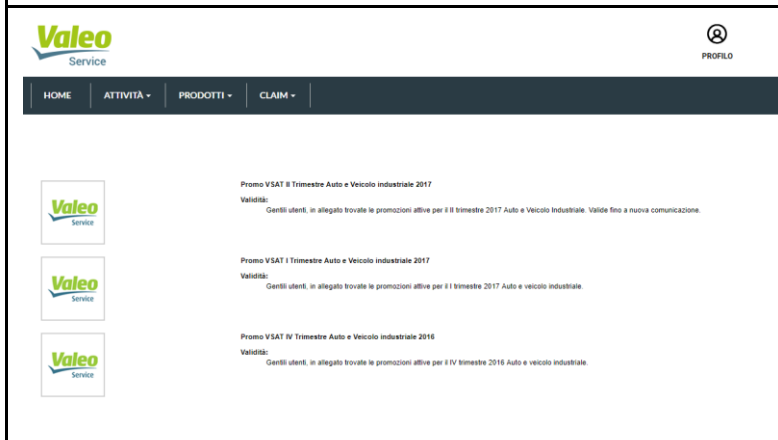 Valeo
Service
PROFILO
HOME ATTIVITÀ PRODOTTI CLAIM
Promo VSAT II Trimestre Auto e Veicolo industriale 2017
Validità:
Gentili utenti, in allegato trovate le promozioni attive per il II trimestre 2017 Auto e Veicolo Industriale. Valide fino a nuova comunicazione.
Valeo
Service
Promo VSAT I Trimestre Auto e Veicolo industriale 2017
Validità:
Gentili utenti, in allegato trovate le promozioni attive per il I trimestre 2017 Auto e veicolo industriale.
Valeo
Service
Promo VSAT IV Trimestre Auto e Veicolo industriale 2016
Validità:
Gentili utenti, in allegato trovate le promozioni attive per il IV trimestre 2016 Auto e veicolo industriale.
Valeo
Service